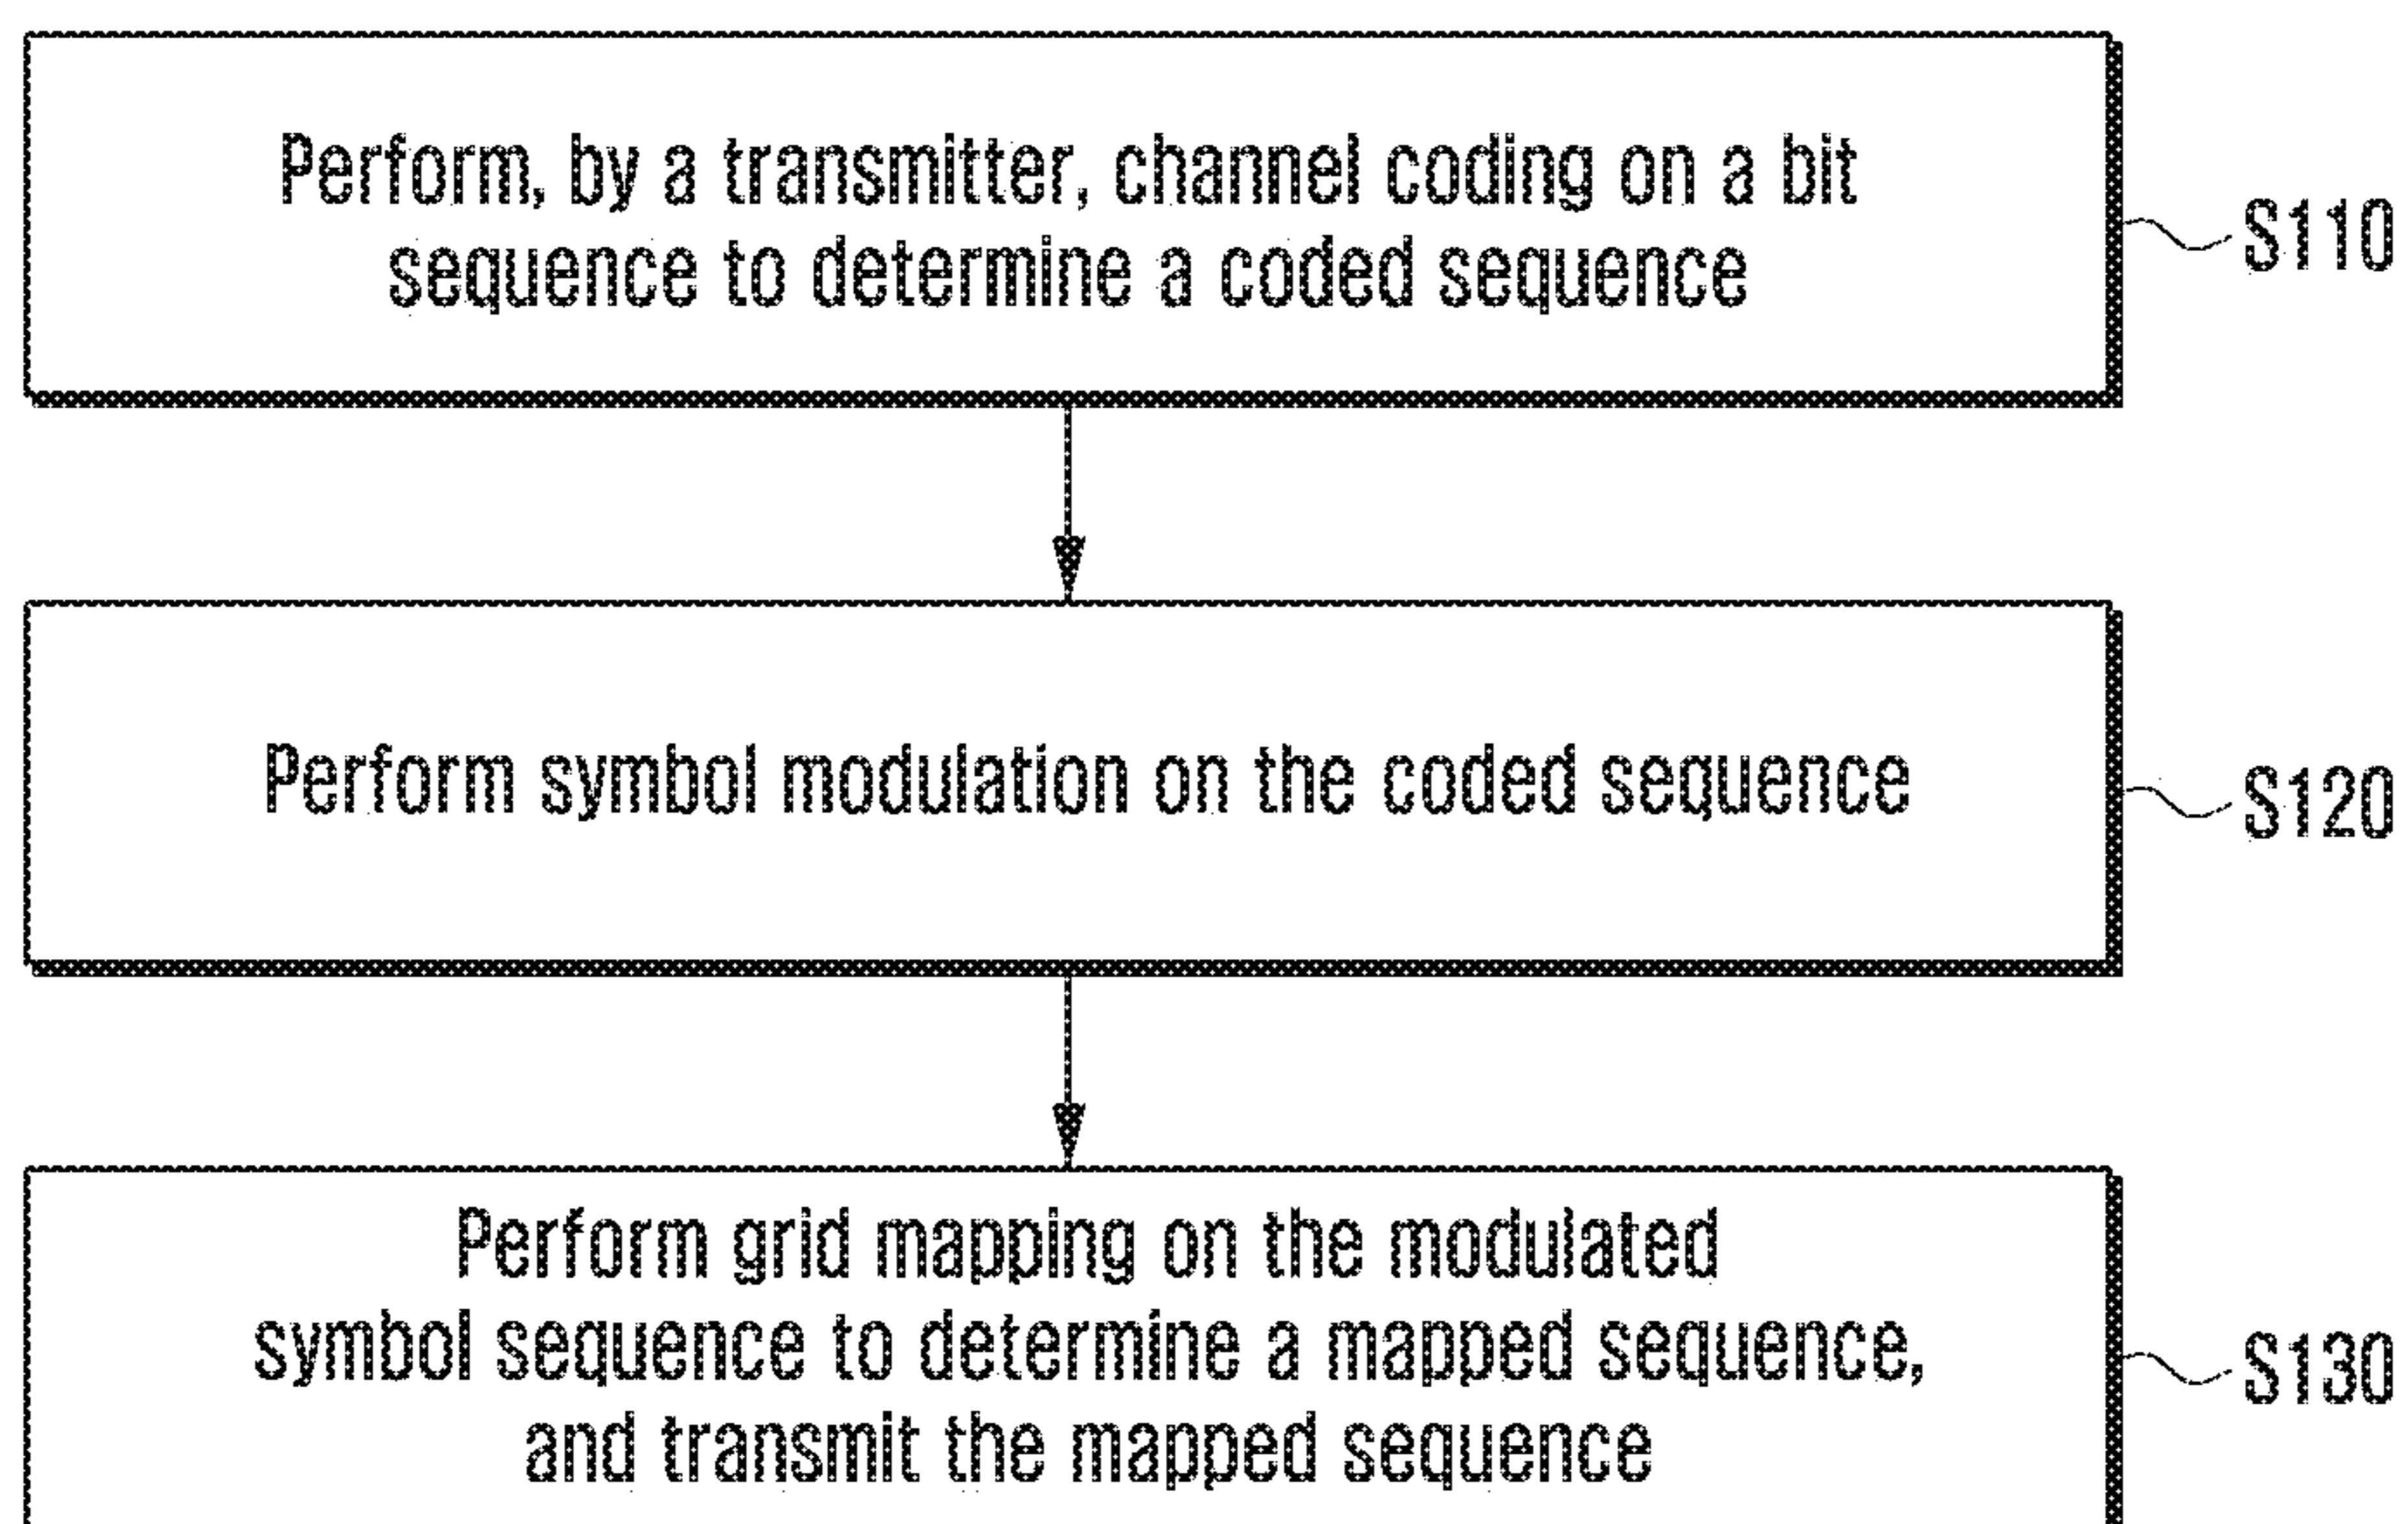 Perform, by a transmitter, channel coding on a bit
sequence to determine a coded sequence
S110
Perform symbol modulation on the coded sequence
S120
Perform grid mapping on the modulated
symbol sequence to determine a mapped sequence,
and transmit the mapped sequence
S130